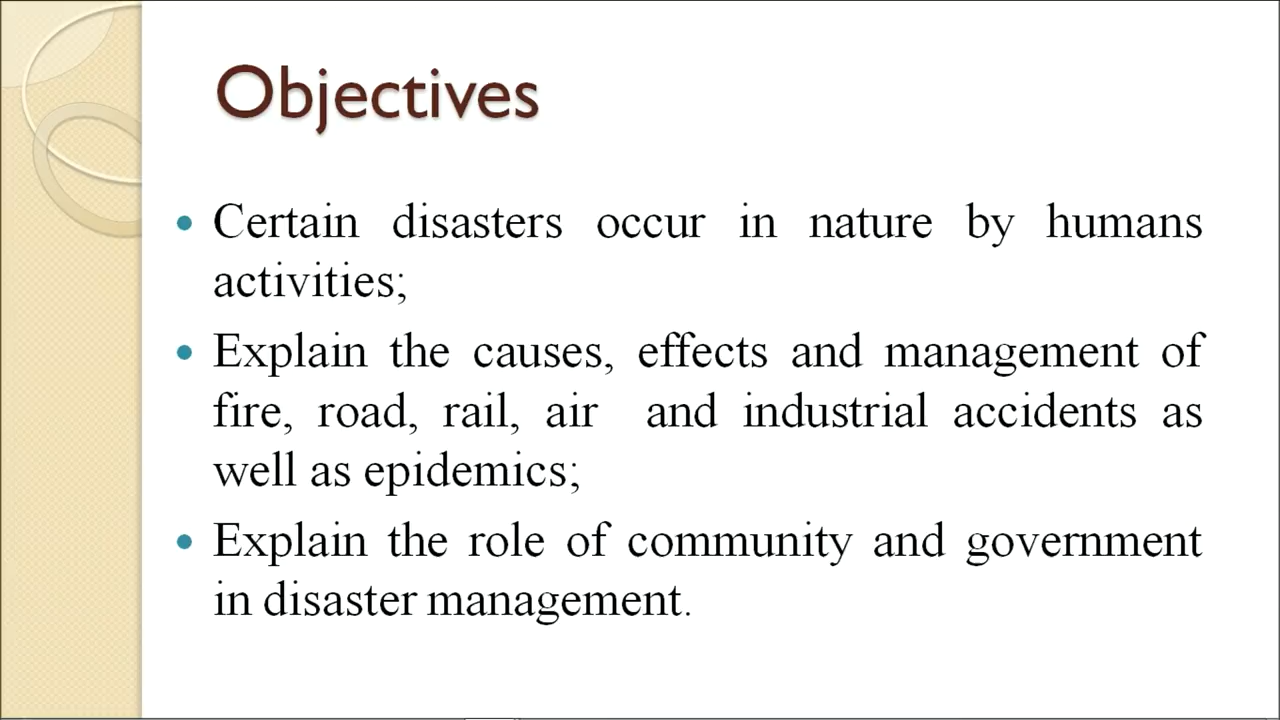 Objectives
• Certain disasters occur in nature by humans
activities;
• Explain the causes, effects and management of
fire, road, rail, air and industrial accidents as
well as epidemics;
• Explain the role of community and government
in disaster management.